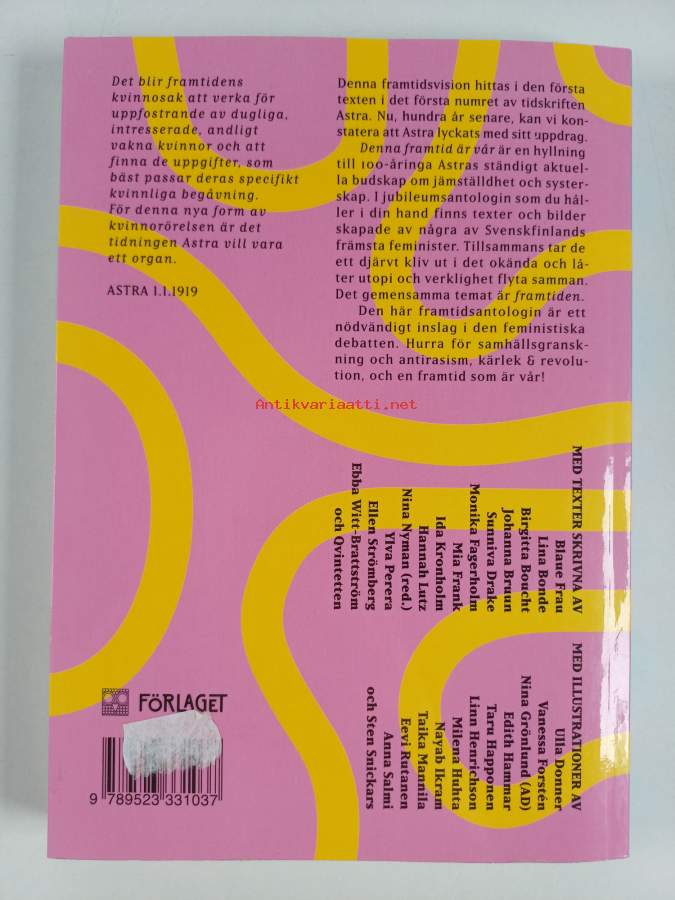 Det blir framtidens
kvinnosak att verka för
uppfostrande av dugliga,
intresserade, andligt
vakna kvinnor och att
finna de uppgifter, som
bäst passar deras specifikt
kvinnliga begåvning.
För denna nya form av
kvinnorörelsen är det
tidningen Astra vill vara
ett organ.
ASTRA 1.1.1919
Denna framtidsvision hittas i den första
texten i det första numret av tidskriften
Astra. Nu, hundra år senare, kan vi kon-
statera att Astra lyckats med sitt uppdrag.
Denna framtid är vår är en hyllning
till 100-åringa Astras ständigt aktuel-
la budskap om jämställdhet och syster-
skap. I jubileumsantologin som du hål-
ler i din hand finns texter och bilder
skapade av några av Svenskfinlands
främsta feminister. Tillsammans tar de
ett djärvt kliv ut i det okända och lå-
ter utopi och verklighet flyta samman.
Det gemensamma temat är framtiden.
Den här framtidsantologin är ett
nödvändigt inslag i den feministiska
debatten. Hurra för samhällsgransk-
ning och antirasism, kärlek & revolu-
tion, och en framtid som är vår!
Antikvariaatti.net
MED TEXTER SKRIVNA AV
Blaue Frau
Lina Bonde
Birgitta Boucht
Johanna Bruun
Sunniva Drake
Monika Fagerholm
Mia Frank
Ida Kronholm
Hannah Lutz
Nina Nyman (red.)
Ylva Perera
Ellen Strömberg
Ebba Witt-Brattström
och Qvintetten
MED ILLUSTRATIONER AV
Ulla Donner
Vanessa Forstén
Nina Grönlund (AD)
Edith Hammar
Taru Happonen
Linn Henrichson
Milena Huhta
Nayab Ikram
Taika Mannila
Eevi Rutanen
Anna Salmi
och Sten Snickars
FÖRLAGET
9 789523 331037